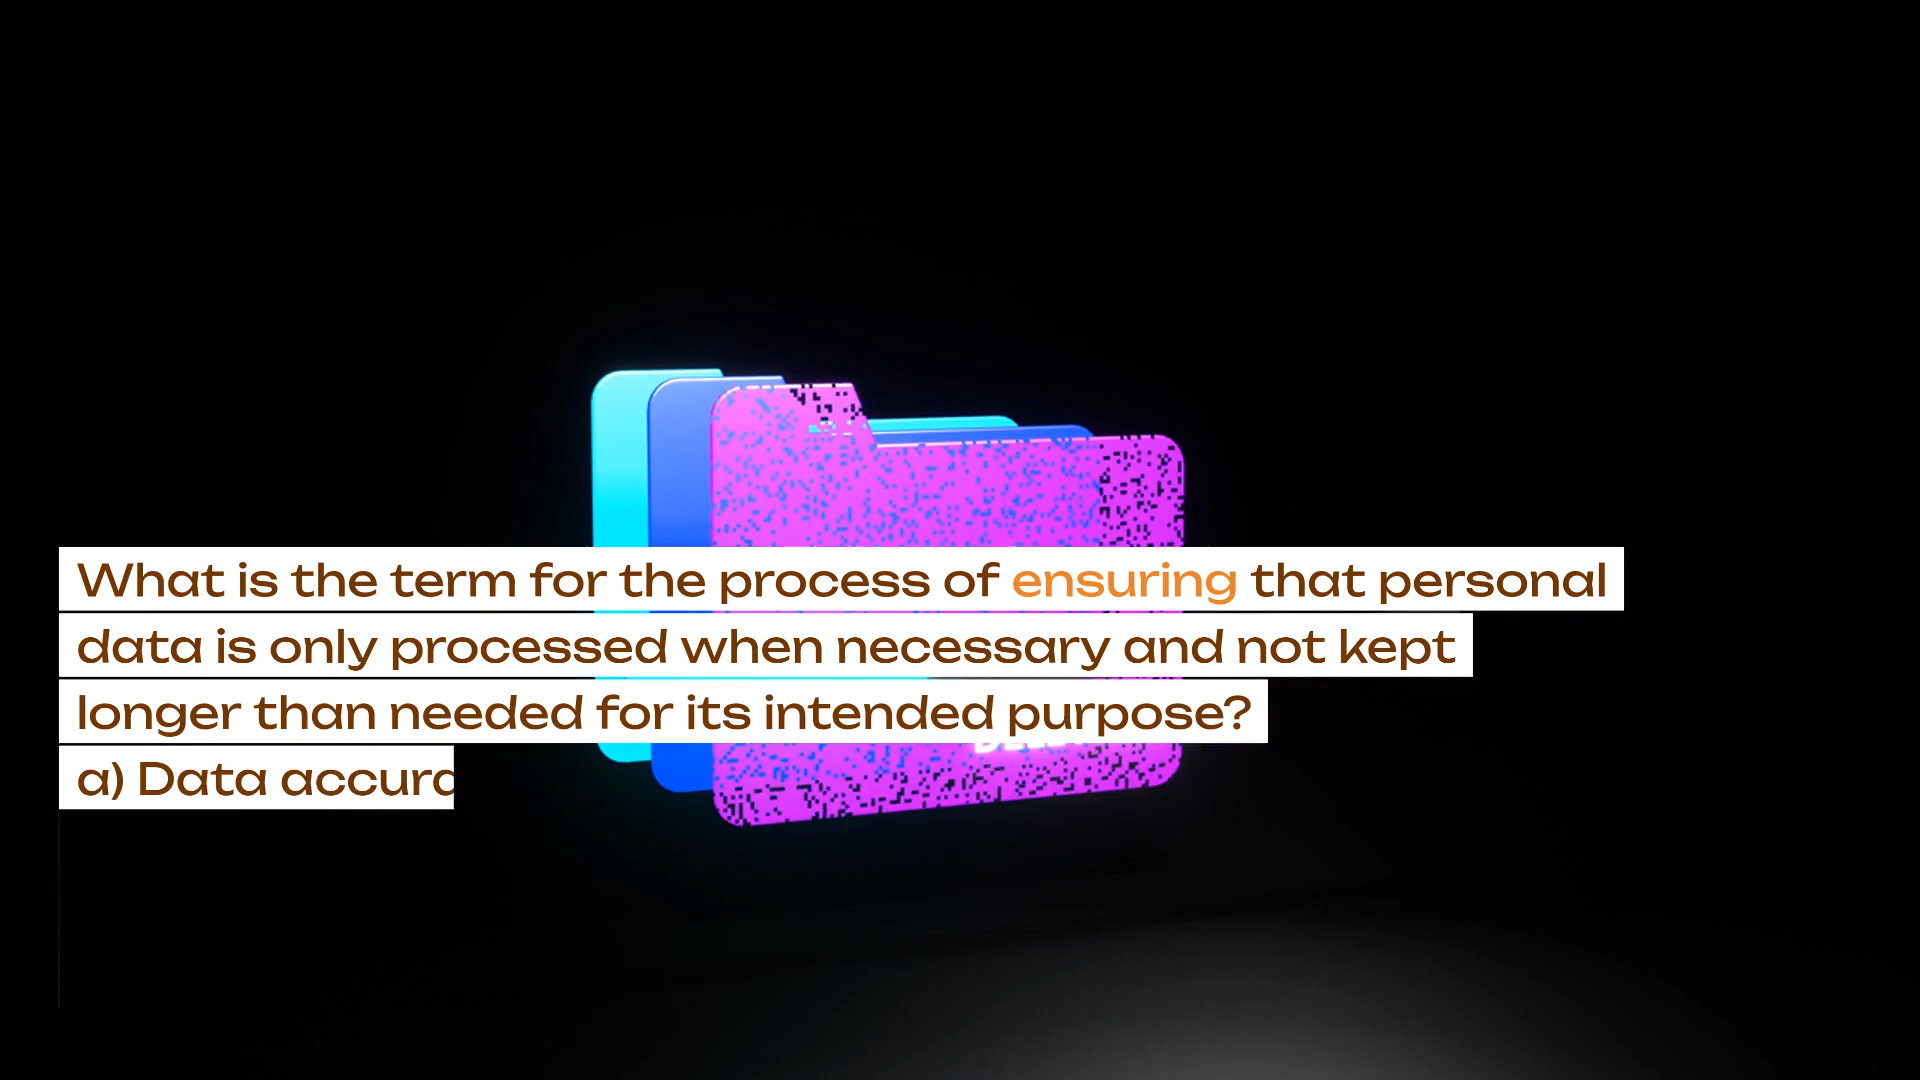 What is the term for the process of ensuring that personal
data is only processed when necessary and not kept
longer than needed for its intended purpose?
a) Data accura